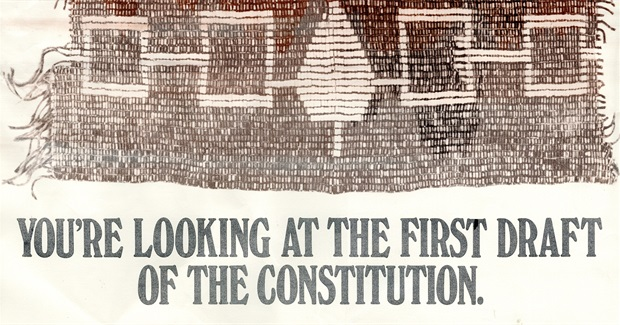 YOU'RE LOOKING AT THE FIRST DRAFT
OF THE CONSTITUTION.